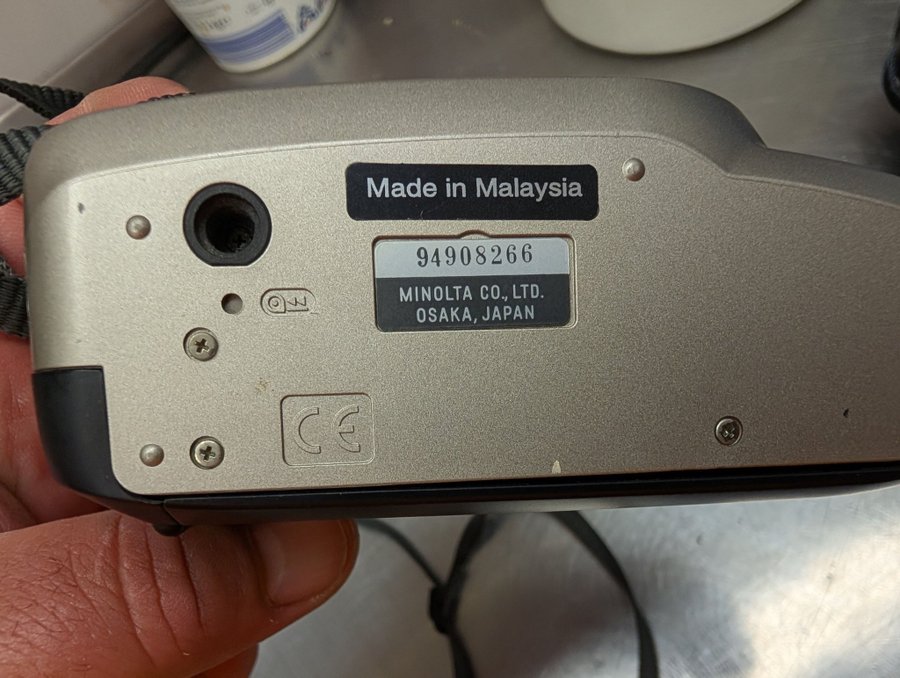 Made in Malaysia
94908266
MINOLTA CO., LTD.
OSAKA, JAPAN
CE